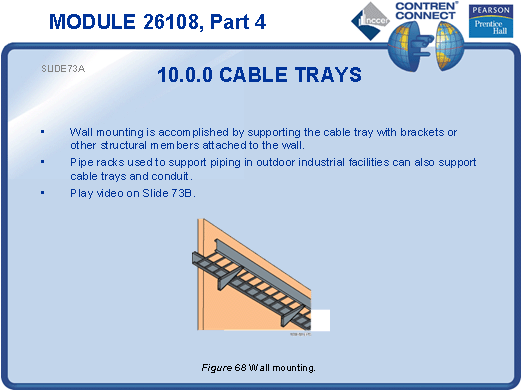 MODULE 26108, Part 4
nccer
CONTREN®
CONNECT
PEARSON
Prentice
Hall
SLIDE 73A
10.0.0 CABLE TRAYS
• Wall mounting is accomplished by supporting the cable tray with brackets or
other structural members attached to the wall.
• Pipe racks used to support piping in outdoor industrial facilities can also support
cable trays and conduit.
• Play video on Slide 73B.
Figure 68 Wall mounting.